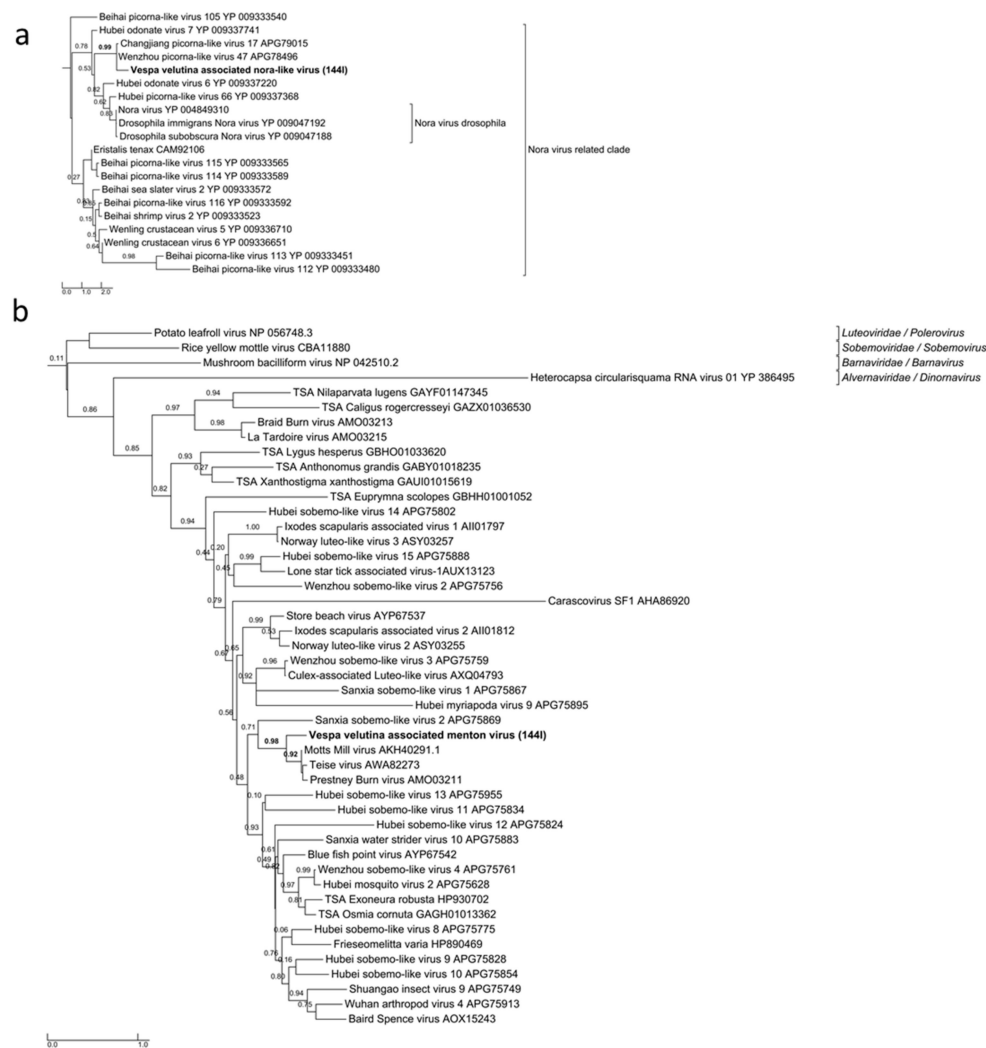 a
Beihai picorna-like virus 105 YP 009333540
Hubei odonate virus 7 YP 009337741
0.78
0.99
Changjiang picorna-like virus 17 APG79015
Wenzhou picorna-like virus 47 APG78496
0.53
Vespa velutina associated nora-like virus (144I)
Hubei odonate virus 6 YP 009337220
0.82
Hubei picorna-like virus 66 YP 009337368
0.62
Nora virus YP 004849310
0.83
Drosophila immigrans Nora virus YP 009047192
Nora virus drosophila
Drosophila subobscura Nora virus YP 009047188
Eristalis tenax CAM92106
Nora virus related clade
Beihai picorna-like virus 115 YP 009333565
0.27
Beihai picorna-like virus 114 YP 009333589
Beihai sea slater virus 2 YP 009333572
Beihai picorna-like virus 116 YP 009333592
0.15
Beihai shrimp virus 2 YP 009333523
Wenling crustacean virus 5 YP 009336710
0.5
0.64
Wenling crustacean virus 6 YP 009336651
0.98
Beihai picorna-like virus 113 YP 009333451
Beihai picorna-like virus 112 YP 009333480
0.0 1.0 2.0
b
Potato leafroll virus NP 056748.3
Luteoviridae / Polerovirus
Rice yellow mottle virus CBA11880
Sobemoviridae / Sobemovirus
0.11
Mushroom bacilliform virus NP 042510.2
Barnaviridae / Barnavirus
Heterocapsa circularisquama RNA virus 01 YP 386495
Alvernaviridae / Dinornavirus
0.94
TSA Nilaparvata lugens GAYF01147345
0.97
TSA Caligus rogercresseyi GAZX01036530
0.86
0.98
Braid Burn virus AMO03213
La Tardoire virus AMO03215
0.85
TSA Lygus hesperus GBHO01033620
0.93
0.27
TSA Anthonomus grandis GABY01018235
TSA Xanthostigma xanthostigma GAUI01015619
0.82
TSA Euprymna scolopes GBHH01001052
Hubei sobemo-like virus 14 APG75802
0.94
1.00
Ixodes scapularis associated virus 1 AII01797
Norway luteo-like virus 3 ASY03257
0.44
0.20
0.99
Hubei sobemo-like virus 15 APG75888
0.45
Lone star tick associated virus-1AUX13123
Wenzhou sobemo-like virus 2 APG75756
0.79
Carascovirus SF1 AHA86920
0.99
Store beach virus AYP67537
0.53
Ixodes scapularis associated virus 2 AII01812
Norway luteo-like virus 2 ASY03255
0.65
0.96
Wenzhou sobemo-like virus 3 APG75759
0.92
Culex-associated Luteo-like virus AXQ04793
Sanxia sobemo-like virus 1 APG75867
Hubei myriapoda virus 9 APG75895
0.56
Sanxia sobemo-like virus 2 APG75869
0.71
0.98
Vespa velutina associated menton virus (144I)
0.92
Motts Mill virus AKH40291.1
Teise virus AWA82273
0.48
Prestney Burn virus AMO03211
0.10
Hubei sobemo-like virus 13 APG75955
Hubei sobemo-like virus 11 APG75834
0.93
Hubei sobemo-like virus 12 APG75824
Sanxia water strider virus 10 APG75883
0.61
0.49
Blue fish point virus AYP67542
0.99
Wenzhou sobemo-like virus 4 APG75761
0.97
Hubei mosquito virus 2 APG75628
0.81
TSA Exoneura robusta HP930702
TSA Osmia cornuta GAGH01013362
0.06
Hubei sobemo-like virus 8 APG75775
Frieseomelitta varia HP890469
0.76
0.16
Hubei sobemo-like virus 9 APG75828
0.80
Hubei sobemo-like virus 10 APG75854
0.94
Shuangao insect virus 9 APG75749
0.75
Wuhan arthropod virus 4 APG75913
Baird Spence virus AOX15243
0.0 1.0